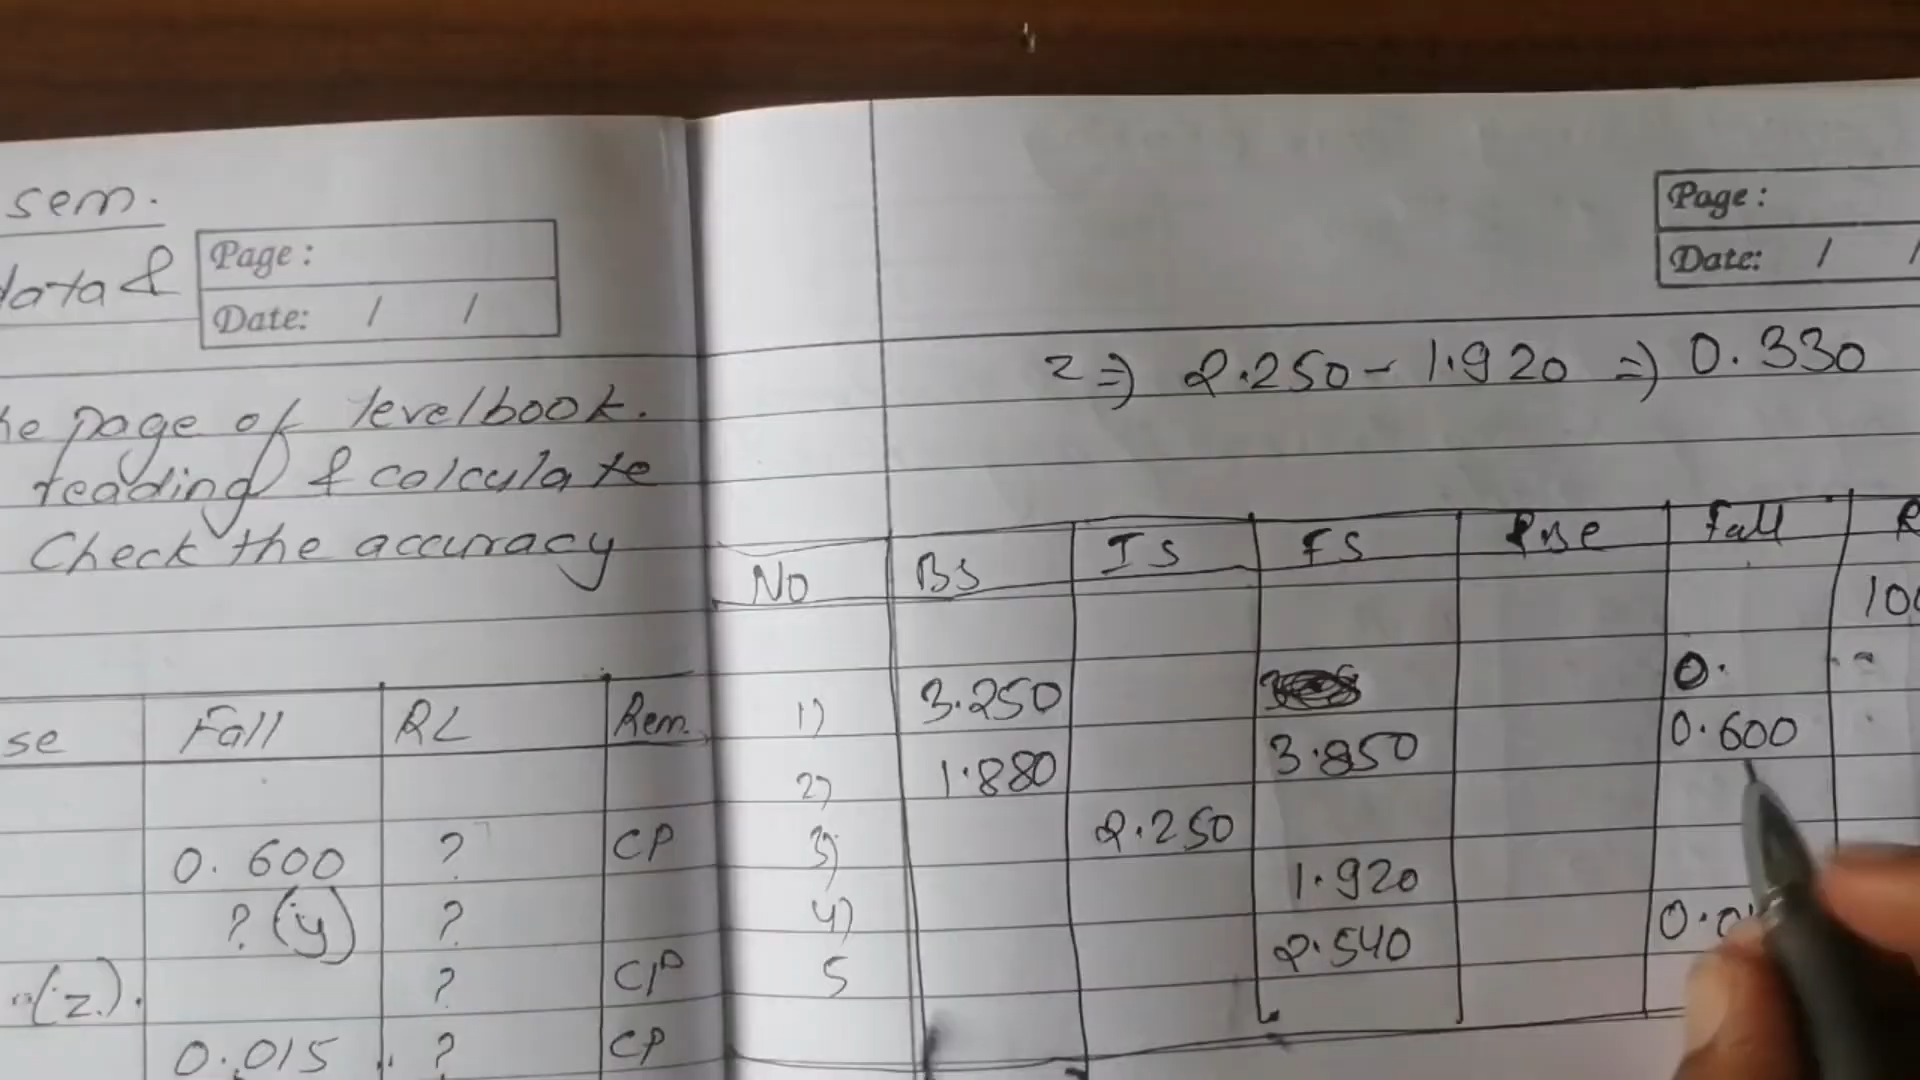 sem.
data &
Page :
Date: / /
page of levelbook.
reading & calculate
Check the accuracy
se Fall RL Rem.
0.600 ? CP
? (y) ?
(z). ? CP
0.015 ? CP
Page :
Date: / /
z => 2.250 - 1.920 => 0.330
No BS IS FS Rise Fall R
100
1) 3.250 0.
2) 1.880 3.850 0.600
3) 2.250
4) 1.920
5 2.540 0.01